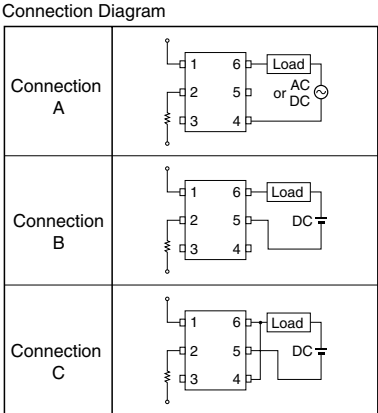 Connection Diagram
Connection
A
1 6 Load
2 5 or AC
DC
3 4
Connection
B
1 6 Load
2 5 DC
3 4
Connection
C
1 6 Load
2 5 DC
3 4